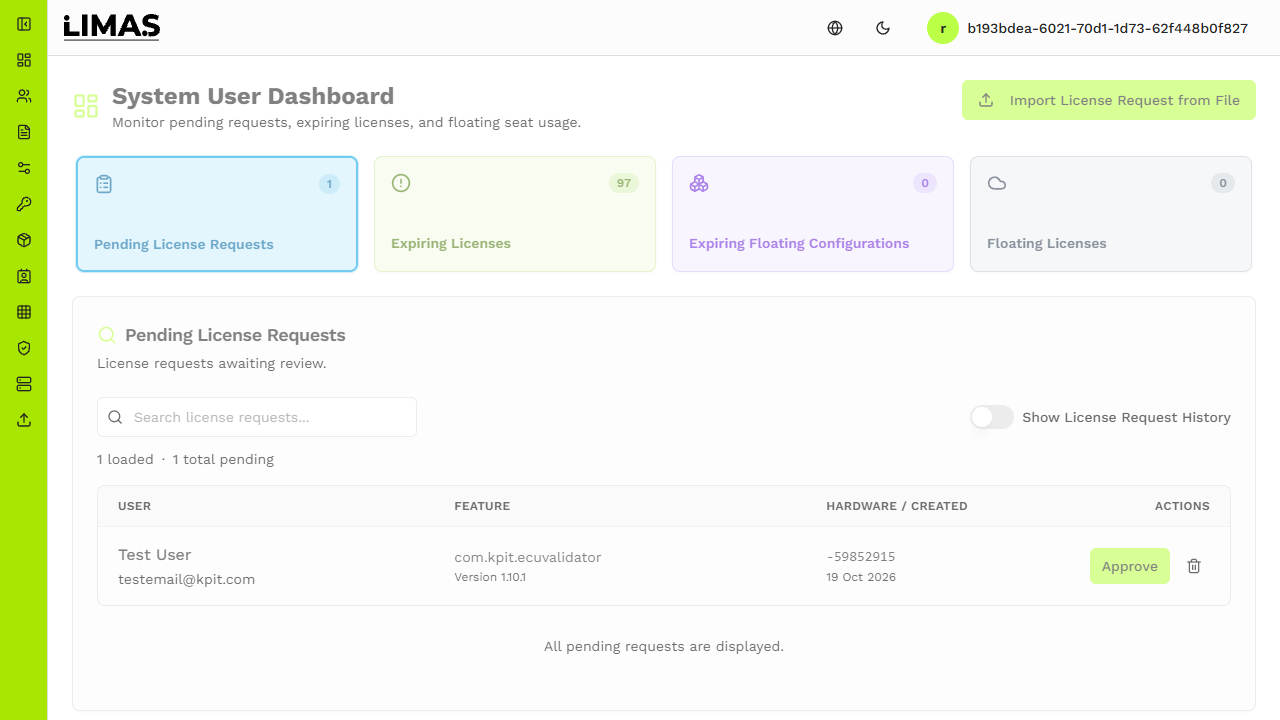 LIMAS
r
b193bdea-6021-70d1-1d73-62f448b0f827
System User Dashboard
Monitor pending requests, expiring licenses, and floating seat usage.
Import License Request from File
1
Pending License Requests
97
Expiring Licenses
0
Expiring Floating Configurations
0
Floating Licenses
Pending License Requests
License requests awaiting review.
Search license requests...
Show License Request History
1 loaded · 1 total pending
USER FEATURE HARDWARE / CREATED ACTIONS
Test User
testemail@kpit.com
com.kpit.ecuvalidator
Version 1.10.1
-59852915
19 Oct 2026
Approve
All pending requests are displayed.